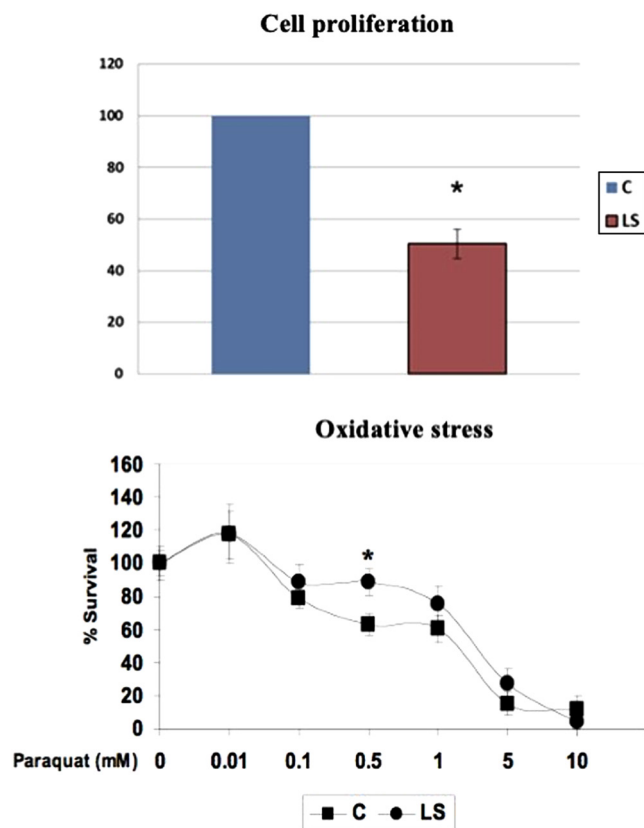 Cell proliferation
120
100
80
60
40
20
0
*
C
LS
Oxidative stress
160
140
120
100
80
60
40
20
0
% Survival
*
Paraquat (mM) 0 0.01 0.1 0.5 1 5 10
C LS